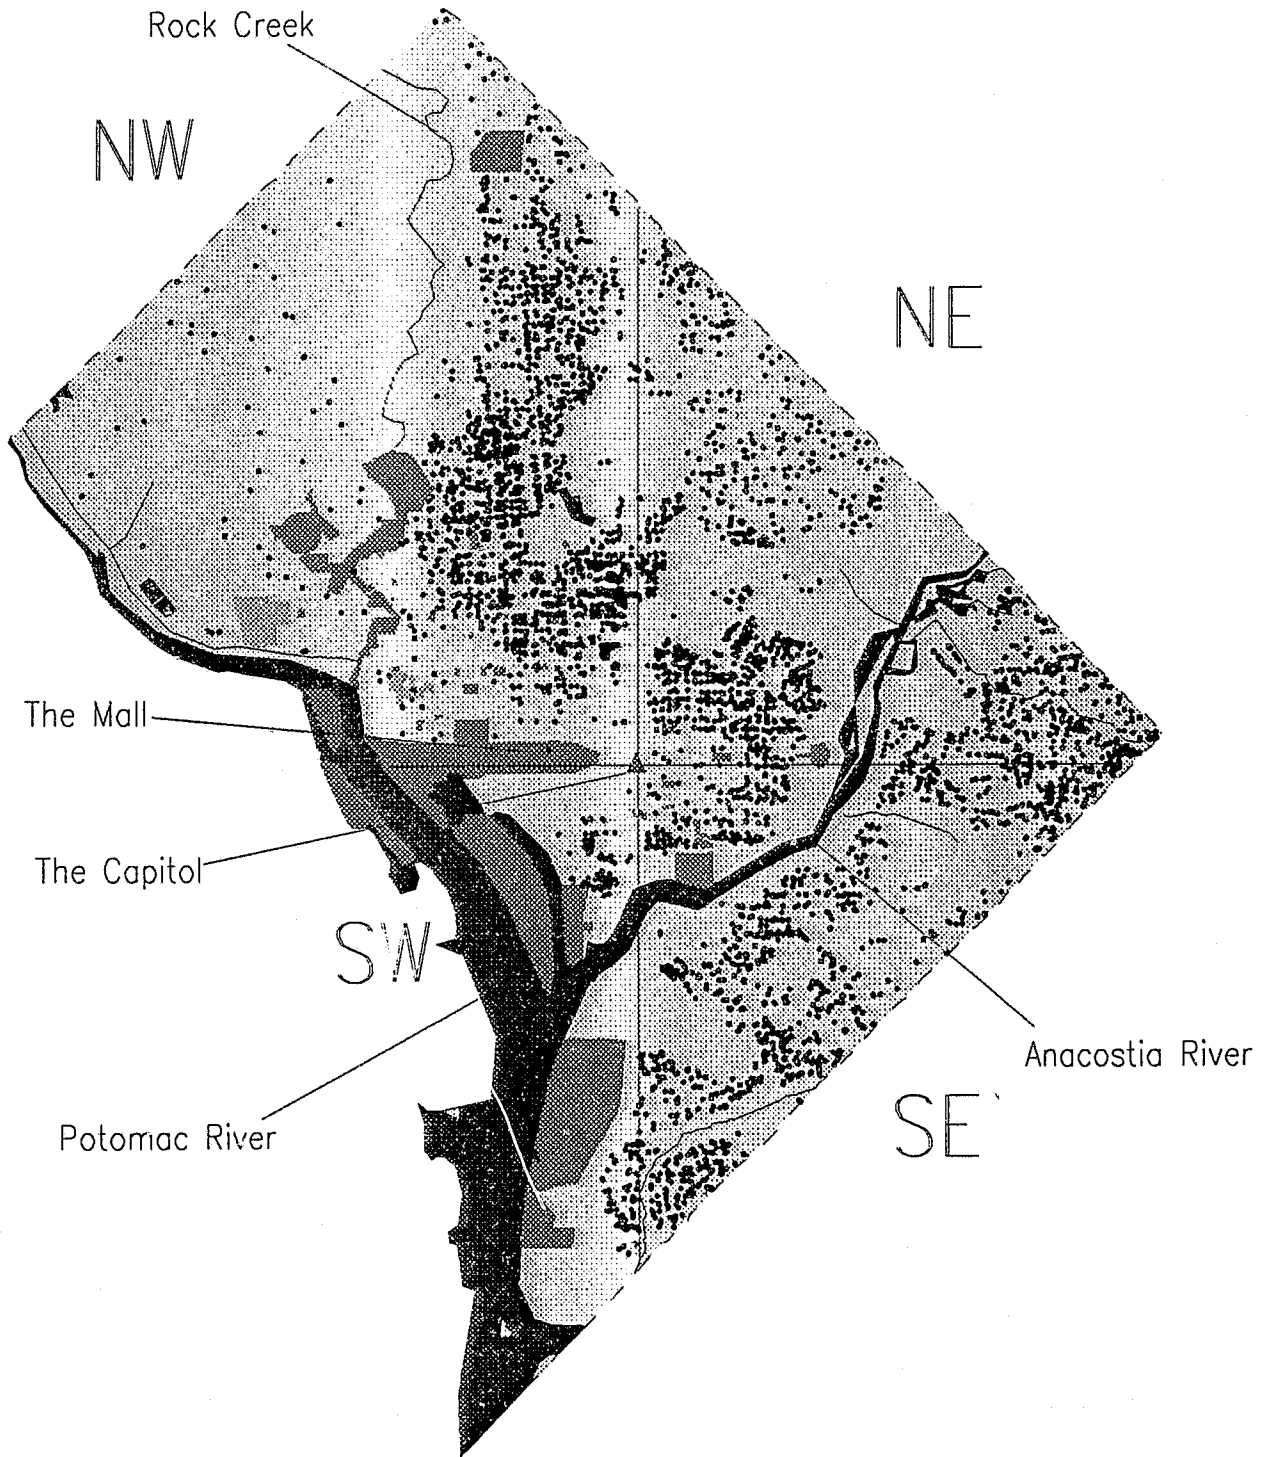 Rock Creek
NW
NE
The Mall
The Capitol
SW
Anacostia River
SE
Potomac River